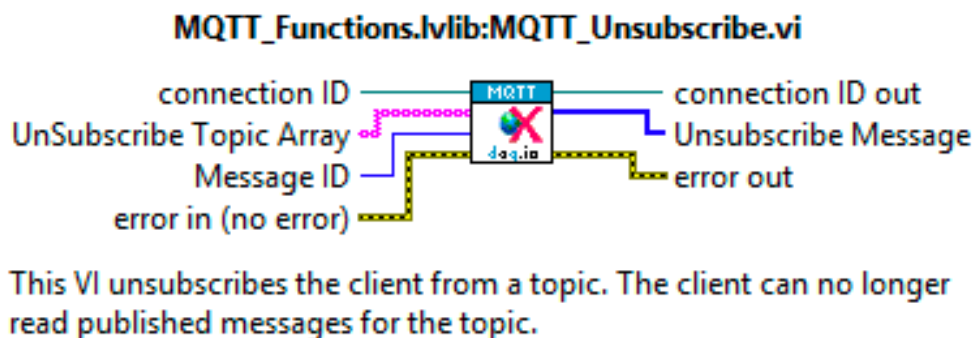 MQTT_Functions.lvlib:MQTT_Unsubscribe.vi
connection ID
MQTT
connection ID out
UnSubscribe Topic Array
Unsubscribe Message
Message ID
daq.io
error out
error in (no error)
This VI unsubscribes the client from a topic. The client can no longer
read published messages for the topic.